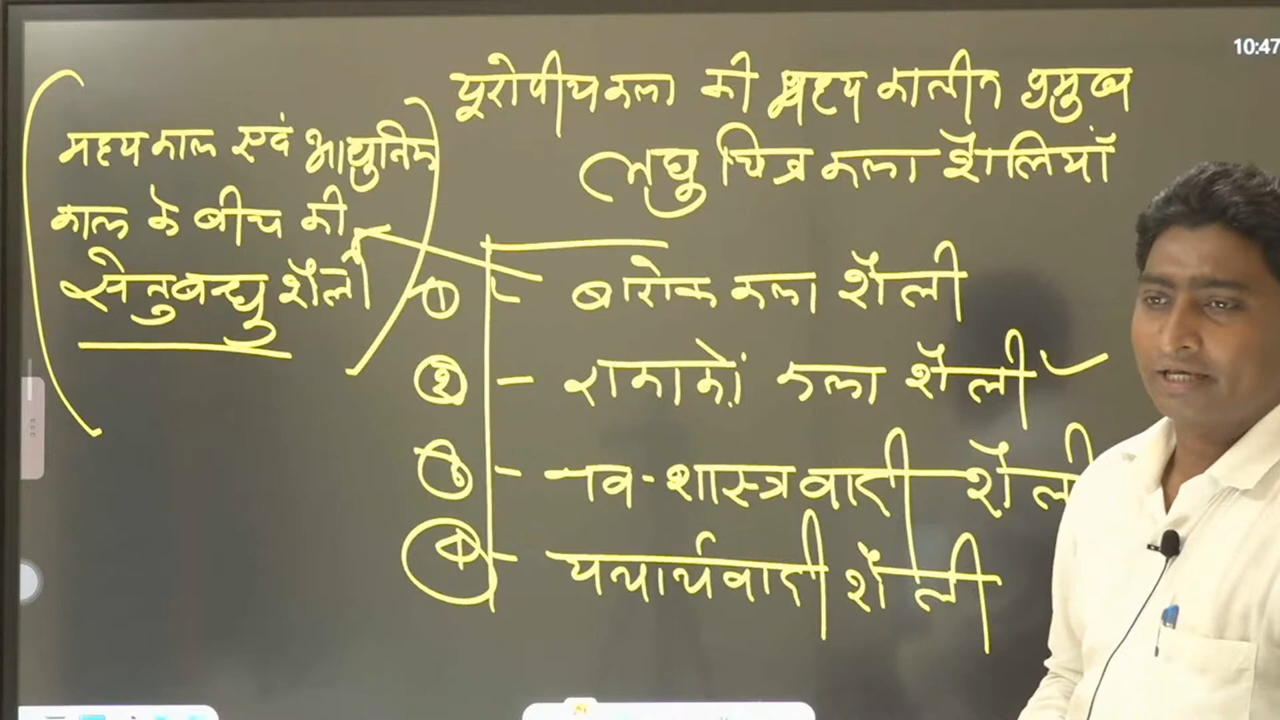 10:47
यूरोपीय कला की मध्य कालीन प्रमुख
लघु चित्र कला शैलियाँ
मध्य काल एवं आधुनिक
काल के बीच की
सेतुबन्धु शैली
① - बारोक कला शैली
② - राकाकों कला शैली
③ - नव-शास्त्रवादी शैली
④ - यथार्थवादी शैली